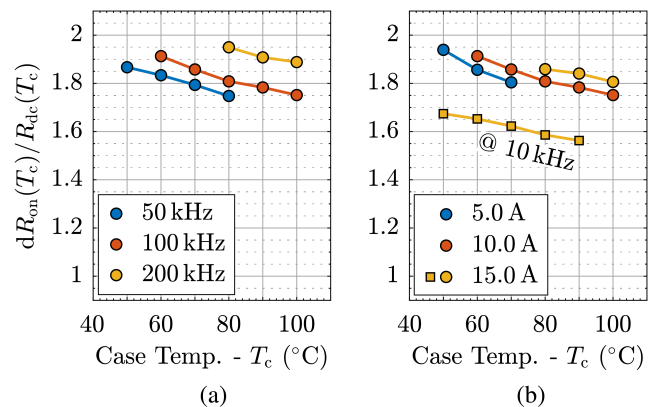 dR_on(T_c)/R_dc(T_c)
2
1.8
1.6
1.4
1.2
1
50 kHz
100 kHz
200 kHz
40 60 80 100
Case Temp. - T_c (°C)
(a)
2
1.8
1.6
1.4
1.2
1
@ 10 kHz
5.0 A
10.0 A
15.0 A
40 60 80 100
Case Temp. - T_c (°C)
(b)